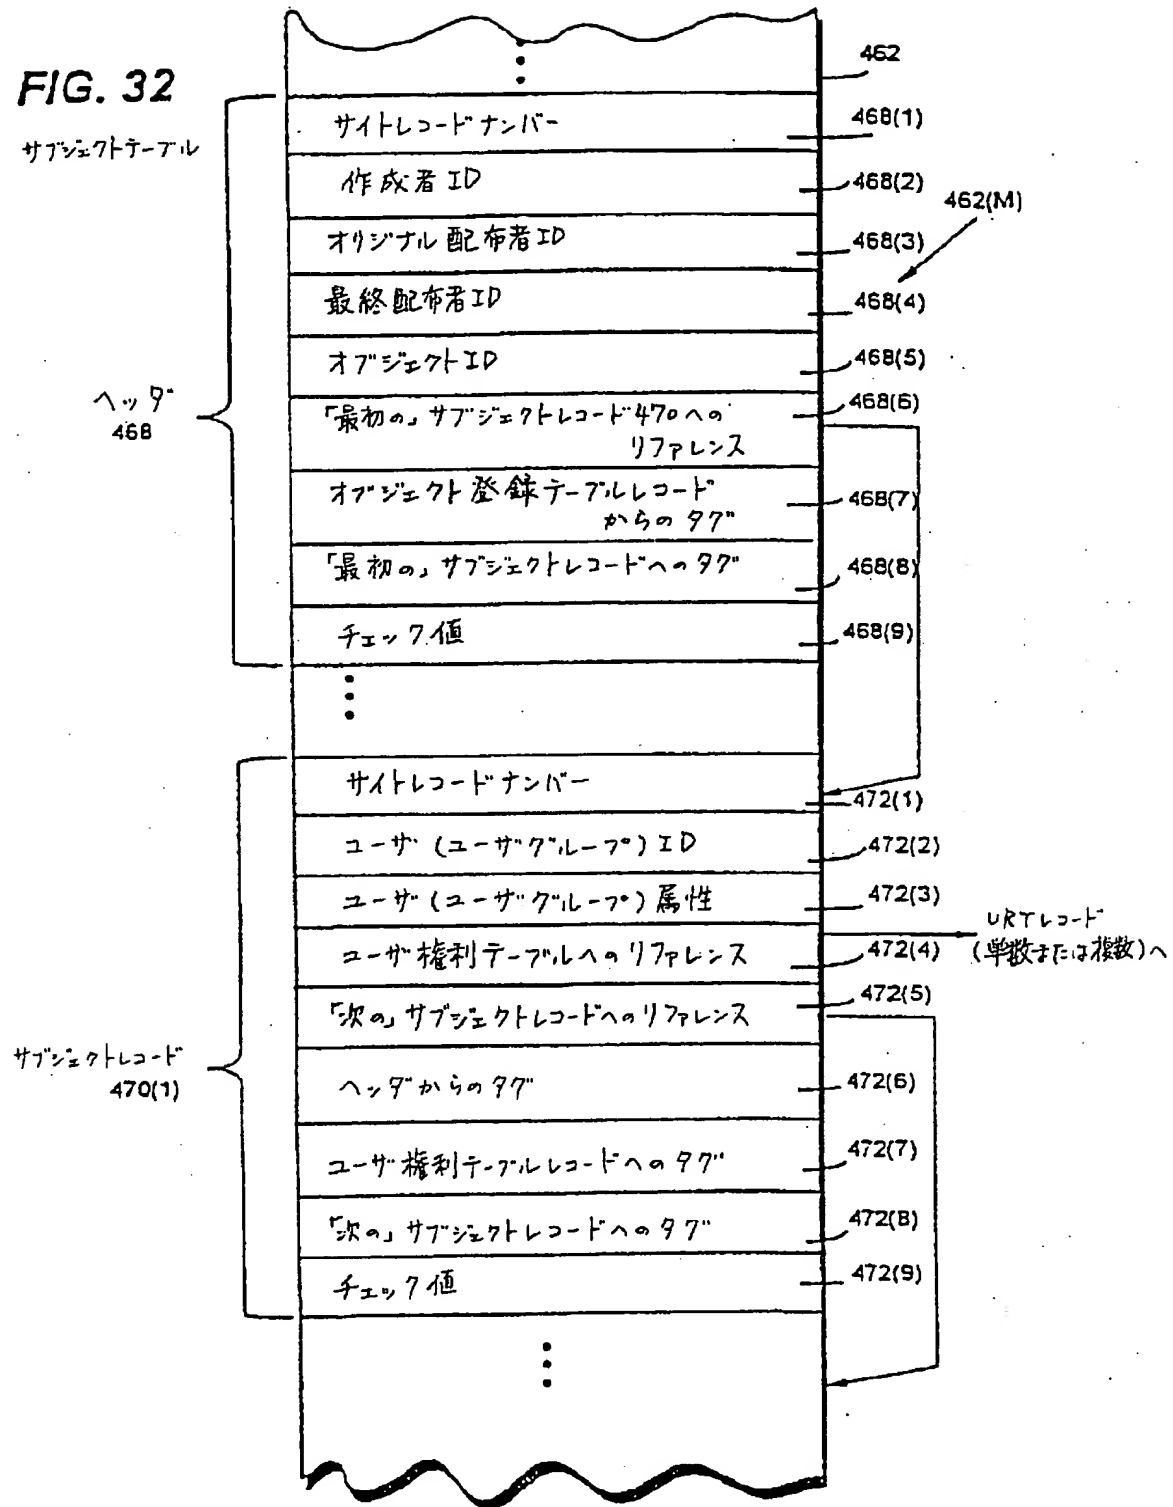 FIG. 32
サブジェクトテーブル
462
サイトレコードナンバー
468(1)
作成者ID
468(2)
462(M)
オリジナル配布者ID
468(3)
最終配布者ID
468(4)
オブジェクトID
468(5)
ヘッダ
468
「最初の」サブジェクトレコード470への
リファレンス
468(6)
オブジェクト登録テーブルレコード
からのタグ
468(7)
「最初の」サブジェクトレコードへのタグ
468(8)
チェック値
468(9)
サイトレコードナンバー
472(1)
ユーザ(ユーザグループ)ID
472(2)
ユーザ(ユーザグループ)属性
472(3)
ユーザ権利テーブルへのリファレンス
472(4)
URTレコード
(単数または複数)へ
「次の」サブジェクトレコードへのリファレンス
472(5)
サブジェクトレコード
470(1)
ヘッダからのタグ
472(6)
ユーザ権利テーブルレコードへのタグ
472(7)
「次の」サブジェクトレコードへのタグ
472(8)
チェック値
472(9)